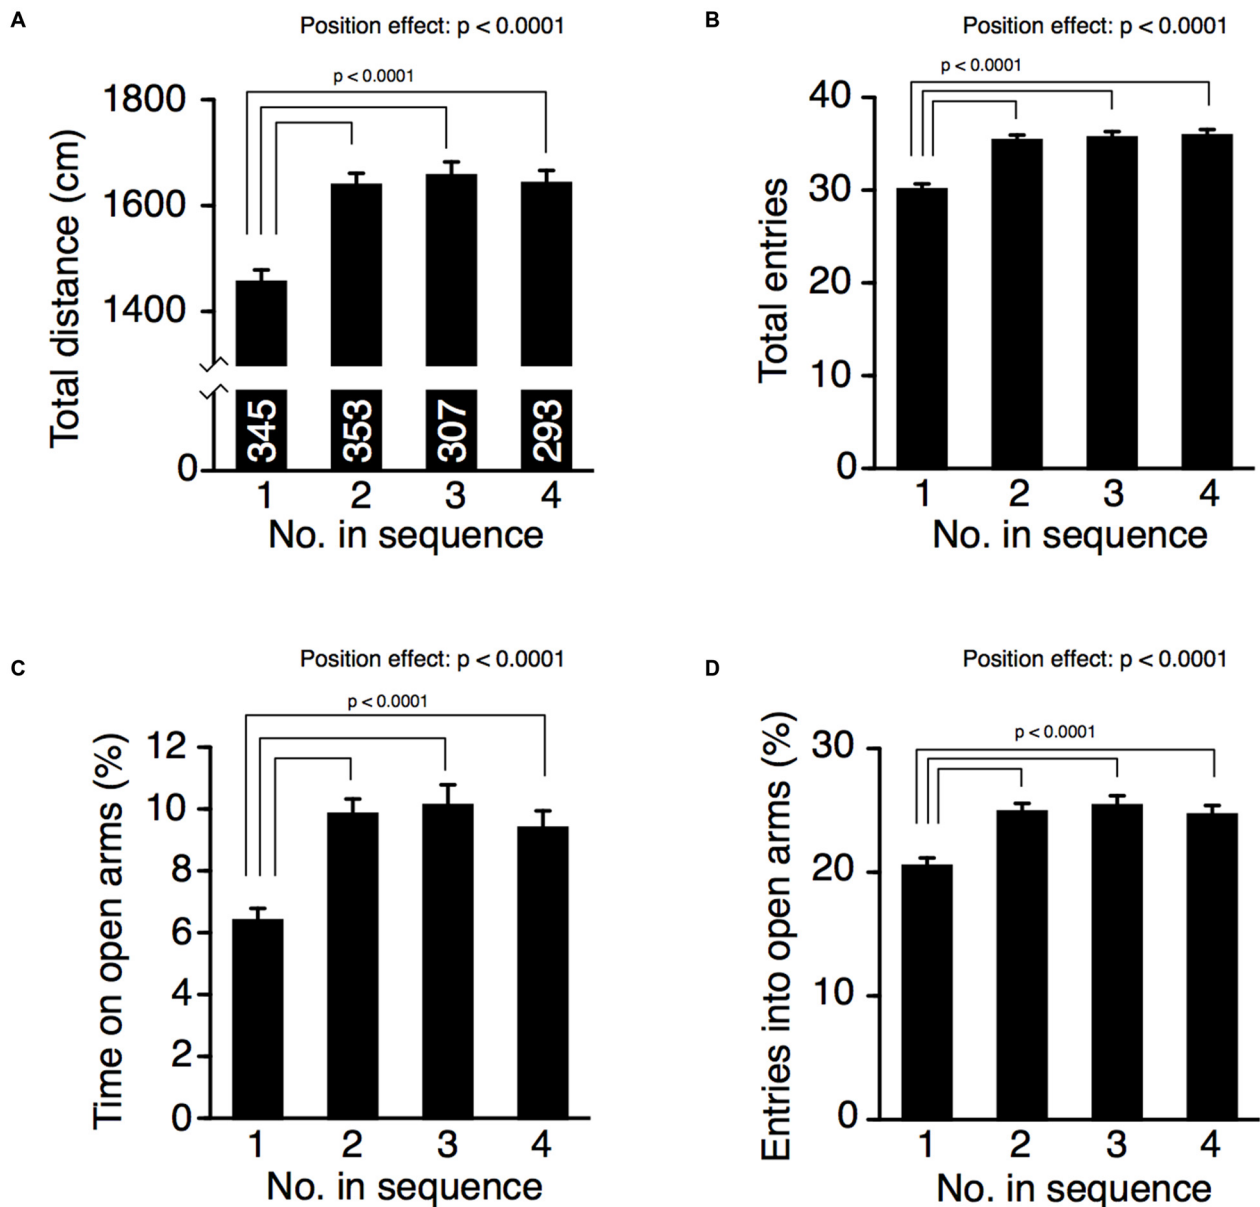 A
Position effect: p < 0.0001
p < 0.0001
Total distance (cm)
1800
1600
1400
0
345
353
307
293
1 2 3 4
No. in sequence
B
Position effect: p < 0.0001
p < 0.0001
Total entries
40
30
20
10
0
1 2 3 4
No. in sequence
C
Position effect: p < 0.0001
p < 0.0001
Time on open arms (%)
12
10
8
6
4
2
0
1 2 3 4
No. in sequence
D
Position effect: p < 0.0001
p < 0.0001
Entries into open arms (%)
30
20
10
0
1 2 3 4
No. in sequence